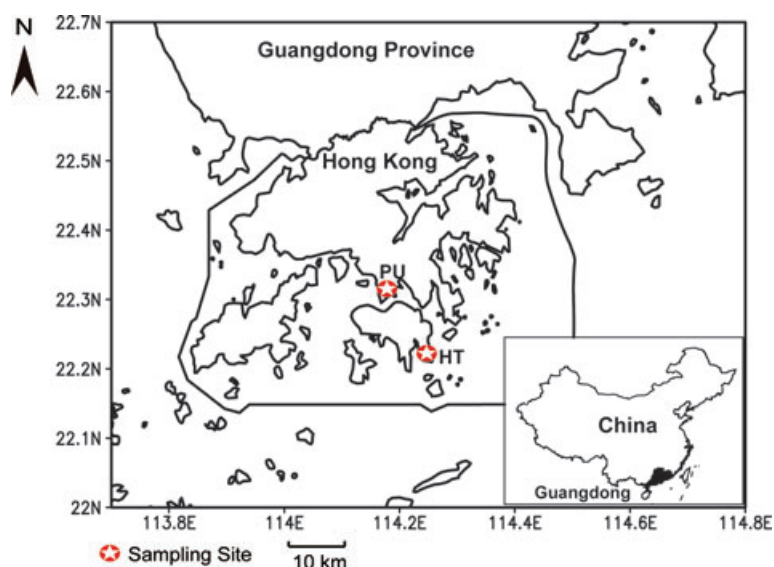 N
22.7N
Guangdong Province
22.6N
22.5N
Hong Kong
22.4N
PU
22.3N
22.2N
HT
China
22.1N
Guangdong
22N
113.8E 114E 114.2E 114.4E 114.6E 114.8E
Sampling Site
10 km